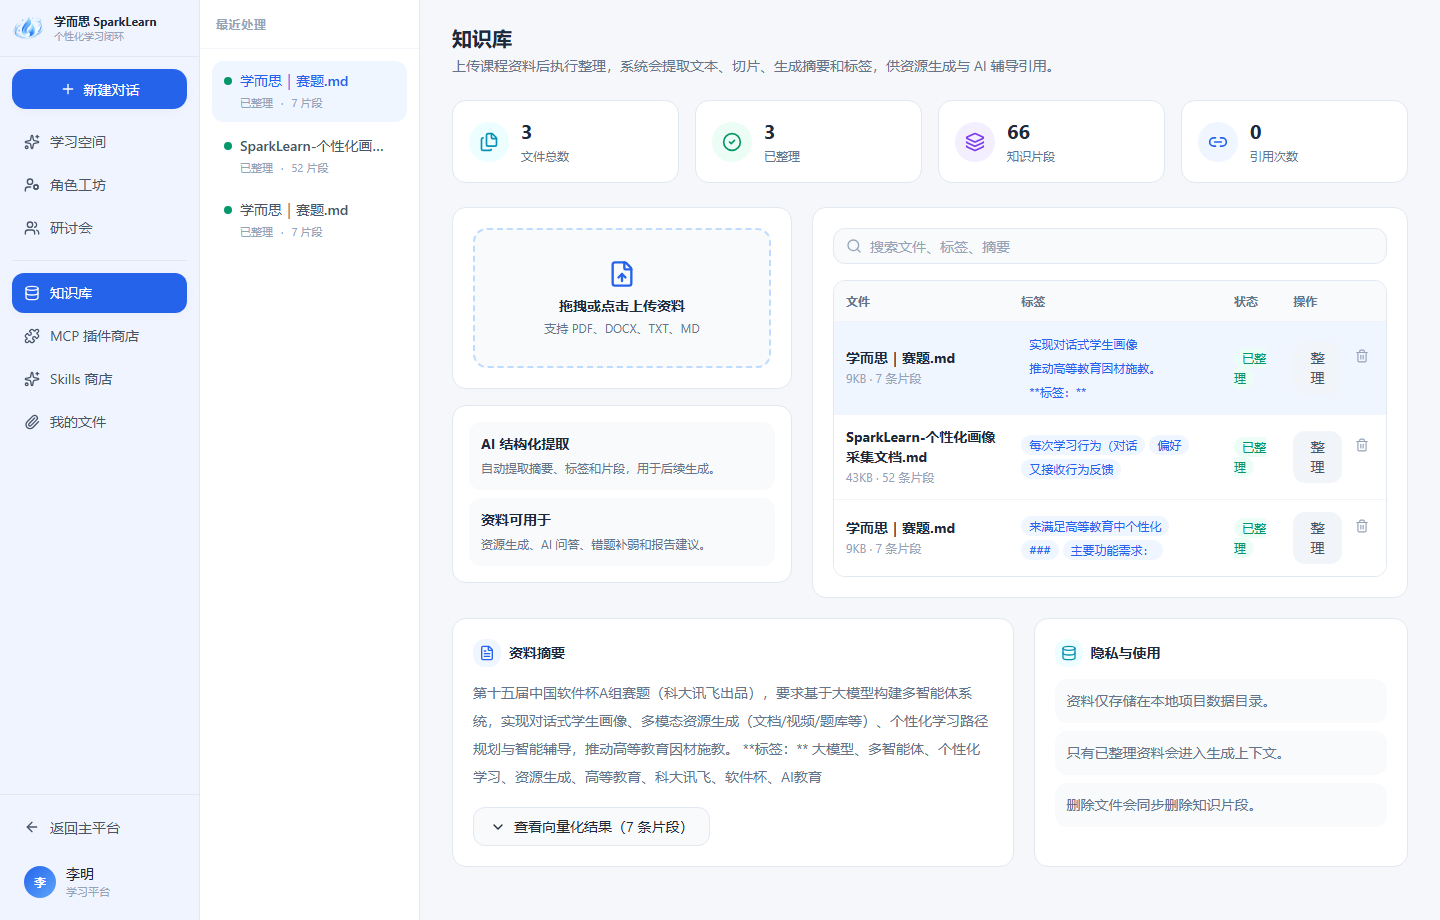 学而思 SparkLearn
个性化学习闭环
新建对话
学习空间
角色工坊
研讨会
知识库
MCP 插件商店
Skills 商店
我的文件
返回主平台
李
李明
学习平台
最近处理
学而思 | 赛题.md
已整理 · 7 片段
SparkLearn-个性化画...
已整理 · 52 片段
学而思 | 赛题.md
已整理 · 7 片段
知识库
上传课程资料后执行整理，系统会提取文本、切片、生成摘要和标签，供资源生成与 AI 辅导引用。
3
文件总数
3
已整理
66
知识片段
0
引用次数
拖拽或点击上传资料
支持 PDF、DOCX、TXT、MD
AI 结构化提取
自动提取摘要、标签和片段，用于后续生成。
资料可用于
资源生成、AI 问答、错题补弱和报告建议。
搜索文件、标签、摘要
文件 标签 状态 操作
学而思 | 赛题.md
9KB · 7 条片段
实现对话式学生画像
推动高等教育因材施教。
**标签：**
已整
理
整
理
SparkLearn-个性化画像
采集文档.md
43KB · 52 条片段
每次学习行为（对话 偏好
又接收行为反馈
已整
理
整
理
学而思 | 赛题.md
9KB · 7 条片段
来满足高等教育中个性化
### 主要功能需求：
已整
理
整
理
资料摘要
第十五届中国软件杯A组赛题（科大讯飞出品），要求基于大模型构建多智能体系
统，实现对话式学生画像、多模态资源生成（文档/视频/题库等）、个性化学习路径
规划与智能辅导，推动高等教育因材施教。 **标签：** 大模型、多智能体、个性化
学习、资源生成、高等教育、科大讯飞、软件杯、AI教育
查看向量化结果（7 条片段）
隐私与使用
资料仅存储在本地项目数据目录。
只有已整理资料会进入生成上下文。
删除文件会同步删除知识片段。